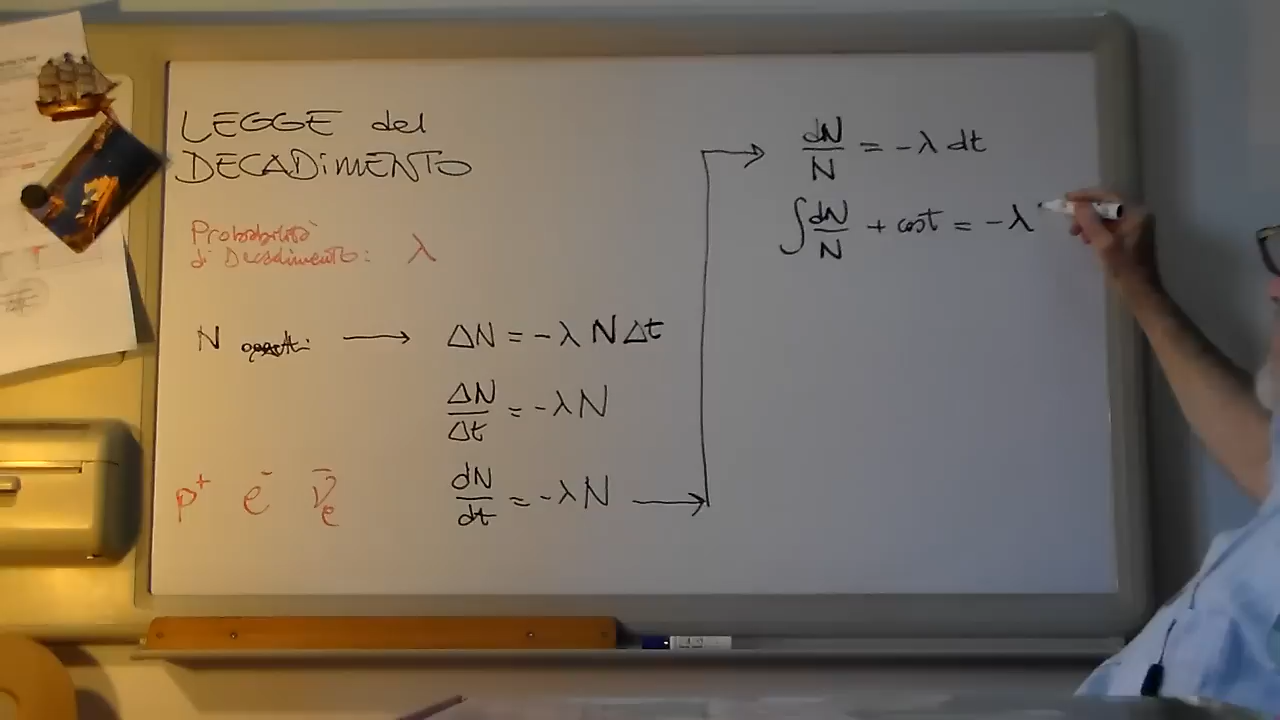 LEGGE del
DECADiMENTO
Probabilità
di Decadimento: λ
N oggetti → ΔN = -λ N Δt
ΔN/Δt = -λ N
p⁺ e⁻ ν̅ₑ
dN/dt = -λ N →
→ dN/N = -λ dt
∫ dN/N + cost = -λ